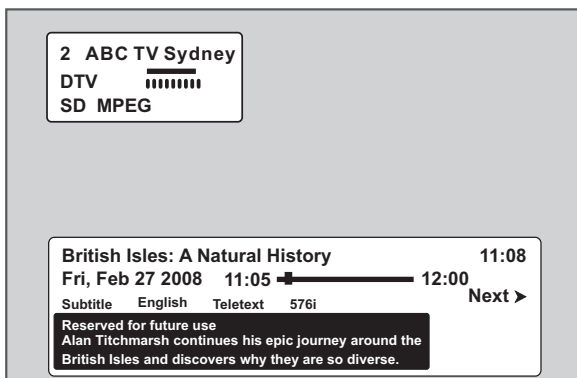 2 ABC TV Sydney
DTV
SD MPEG
British Isles: A Natural History 11:08
Fri, Feb 27 2008 11:05 12:00
Subtitle English Teletext 576i Next ➤
Reserved for future use
Alan Titchmarsh continues his epic journey around the
British Isles and discovers why they are so diverse.